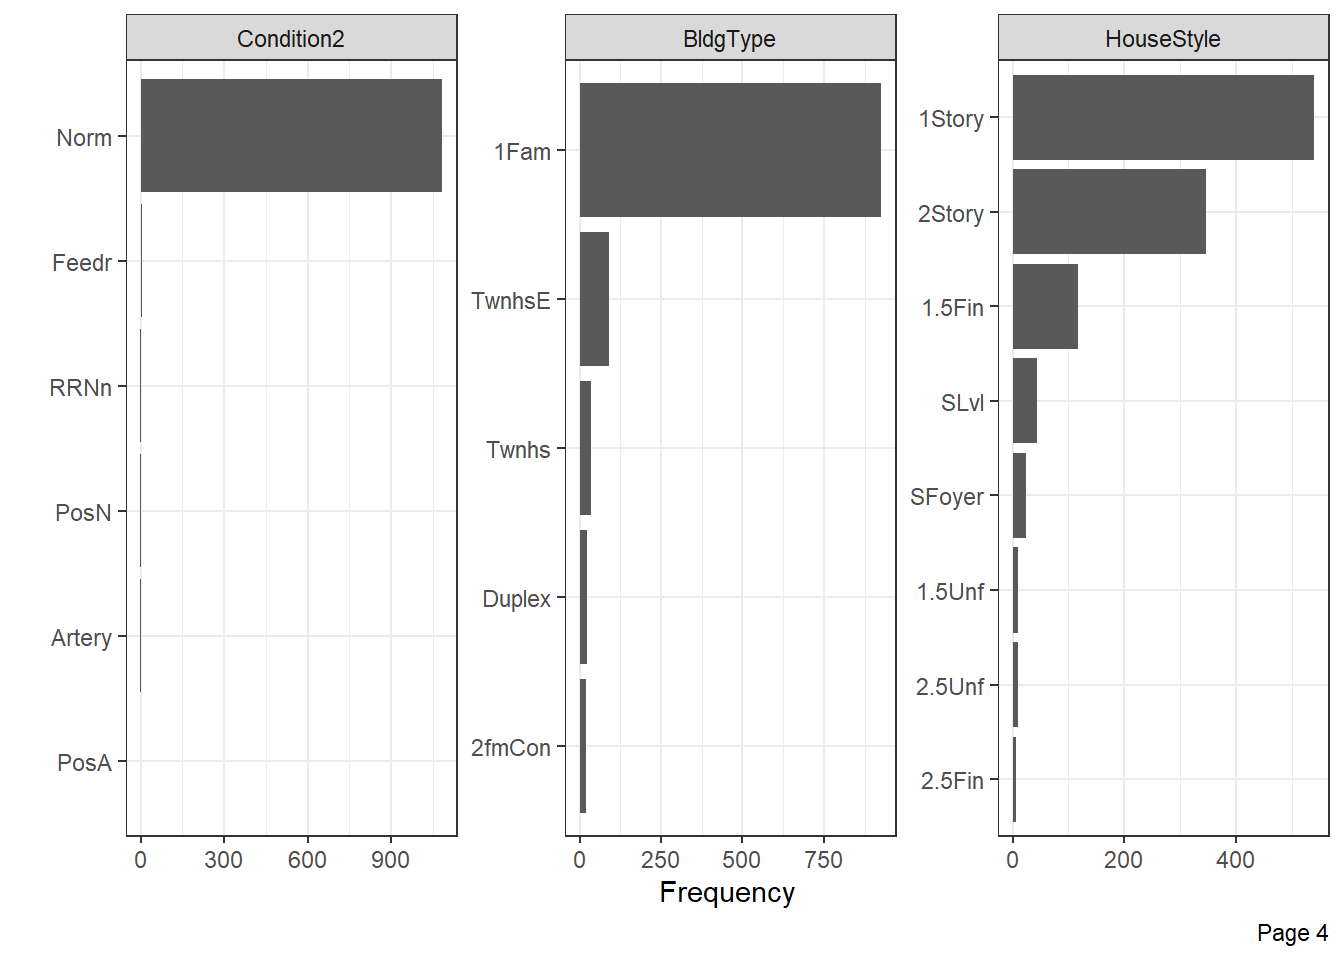 Condition2
Norm
Feedr
RRNn
PosN
Artery
PosA
0 300 600 900
BldgType
1Fam
TwnhsE
Twnhs
Duplex
2fmCon
0 250 500 750
HouseStyle
1Story
2Story
1.5Fin
SLvl
SFoyer
1.5Unf
2.5Unf
2.5Fin
0 200 400
Frequency
Page 4